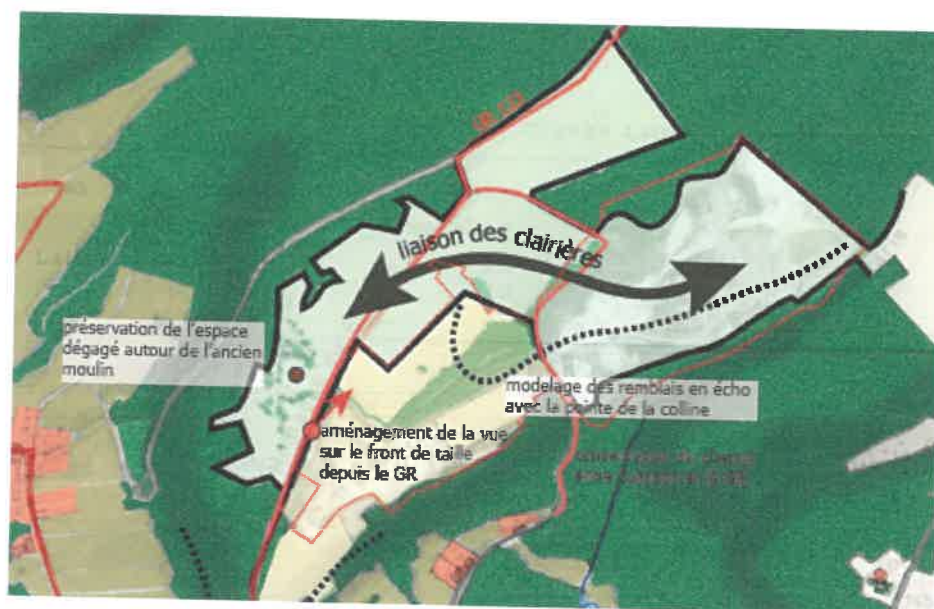 liaison des clairières
préservation de l'espace
dégagé autour de l'ancien
moulin
modelage des remblais en écho
avec la pointe de la colline
aménagement de la vue
sur le front de taille
depuis le GR